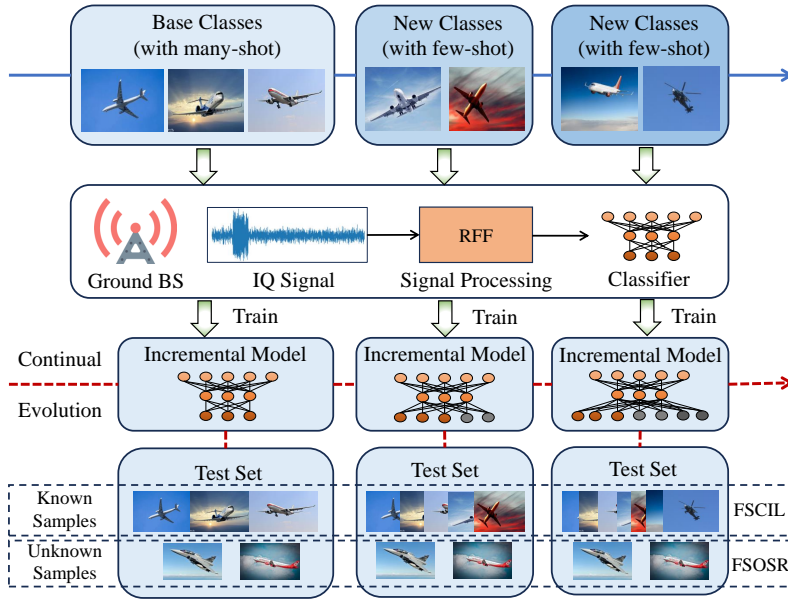 Base Classes
(with many-shot)
New Classes
(with few-shot)
New Classes
(with few-shot)
Ground BS
IQ Signal
RFF
Signal Processing
Classifier
Train
Train
Train
Continual
Evolution
Incremental Model
Incremental Model
Incremental Model
Test Set
Test Set
Test Set
Known
Samples
FSCIL
Unknown
Samples
FSOSR